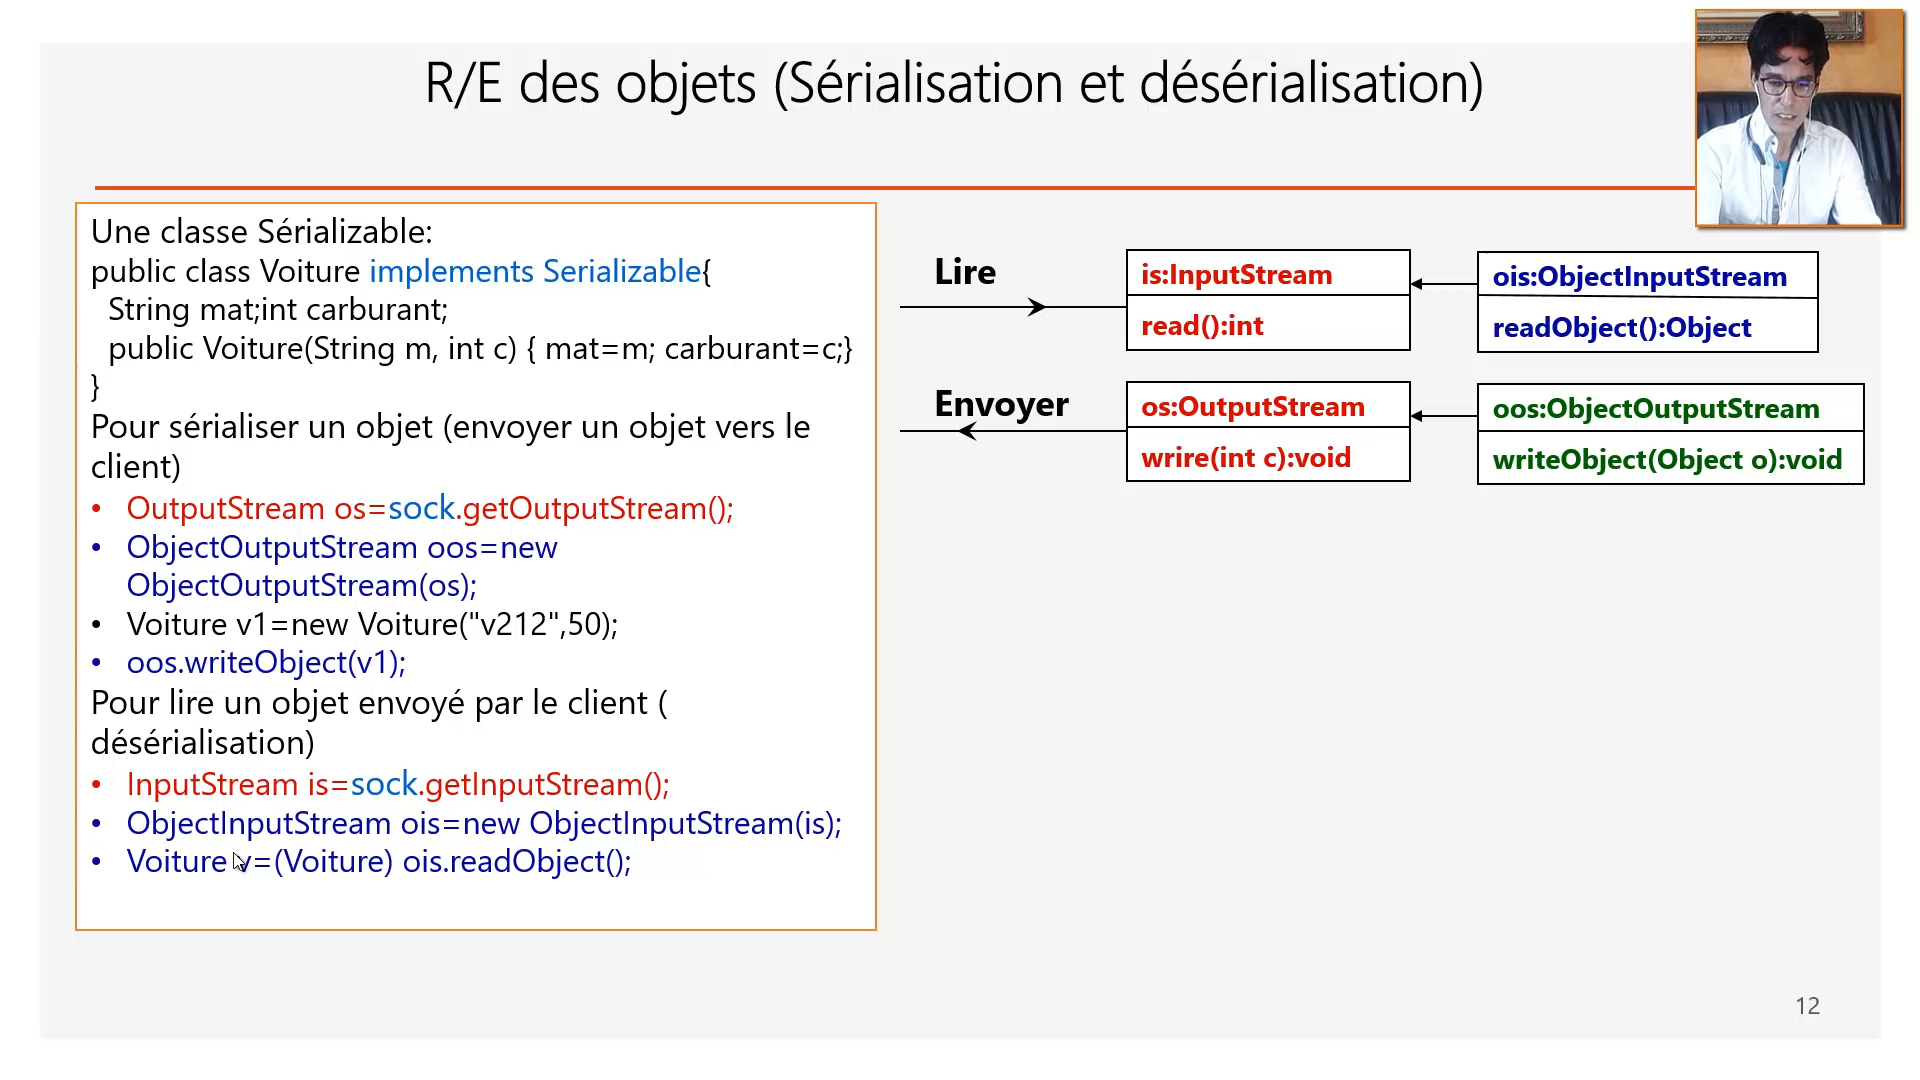 R/E des objets (Sérialisation et désérialisation)
Une classe Sérializable:
public class Voiture implements Serializable{
String mat;int carburant;
public Voiture(String m, int c) { mat=m; carburant=c;}
}
Pour sérialiser un objet (envoyer un objet vers le
client)
• OutputStream os=sock.getOutputStream();
• ObjectOutputStream oos=new
ObjectOutputStream(os);
• Voiture v1=new Voiture("v212",50);
• oos.writeObject(v1);
Pour lire un objet envoyé par le client (
désérialisation)
• InputStream is=sock.getInputStream();
• ObjectInputStream ois=new ObjectInputStream(is);
• Voiture v=(Voiture) ois.readObject();
Lire
is:InputStream
read():int
ois:ObjectInputStream
readObject():Object
Envoyer
os:OutputStream
wrire(int c):void
oos:ObjectOutputStream
writeObject(Object o):void
12